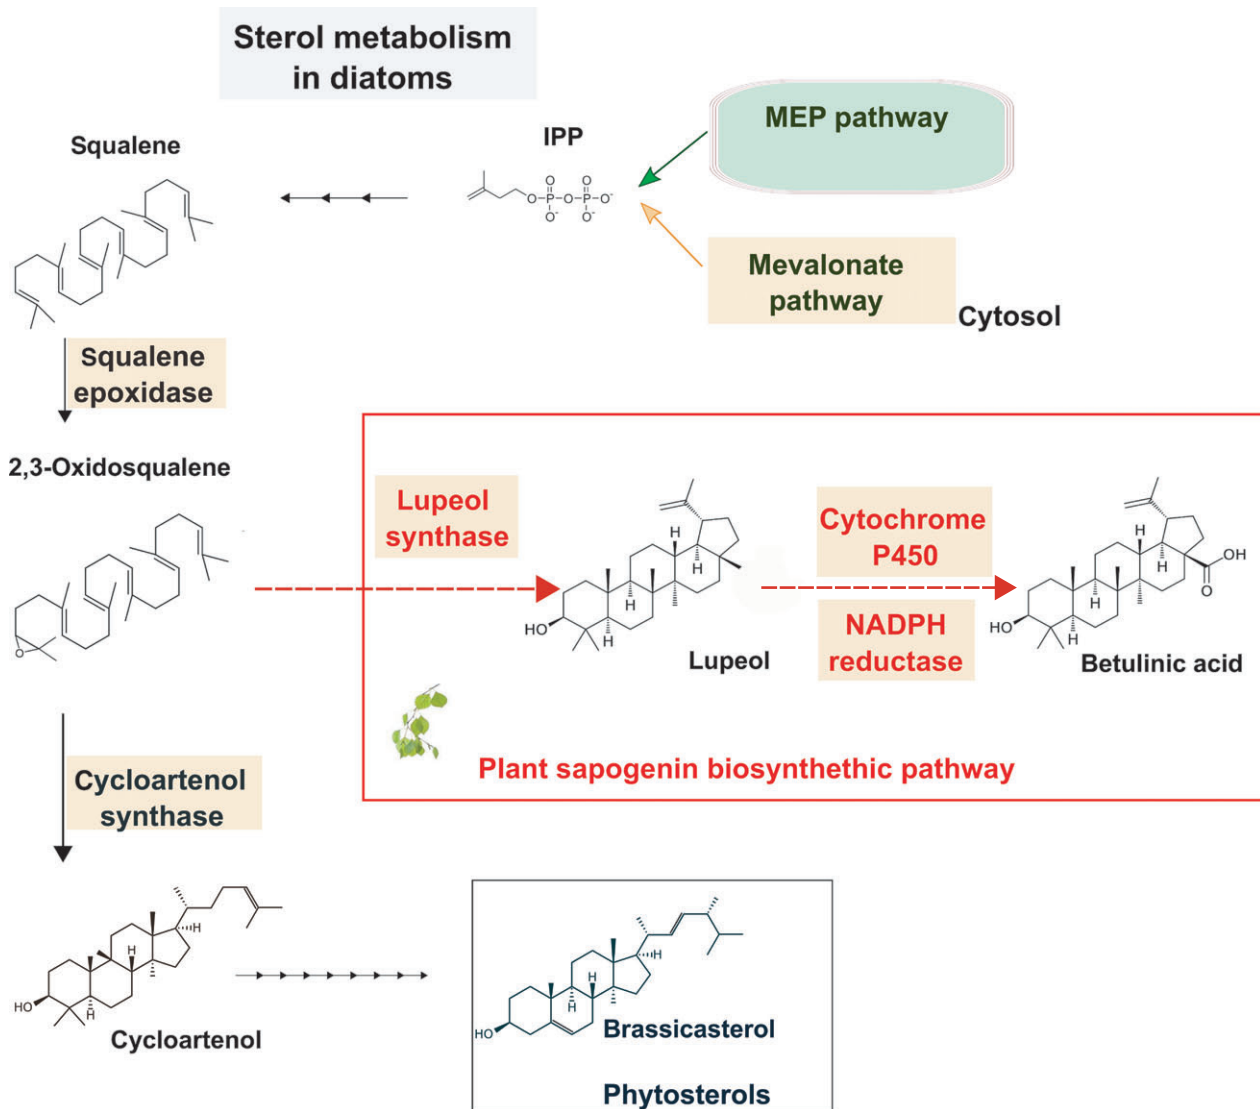 Sterol metabolism
in diatoms
MEP pathway
IPP
Squalene
O
O
O
P
O
P
O-
O-
O-
Mevalonate
pathway
Cytosol
Squalene
epoxidase
2,3-Oxidosqualene
O
Lupeol
synthase
H
H
H
H
HO
Lupeol
Cytochrome
P450
NADPH
reductase
H
H
H
H
OH
O
HO
Betulinic acid
Plant sapogenin biosynthethic pathway
Cycloartenol
synthase
H
H
H
HO
Cycloartenol
H
H
H
HO
Brassicasterol
Phytosterols